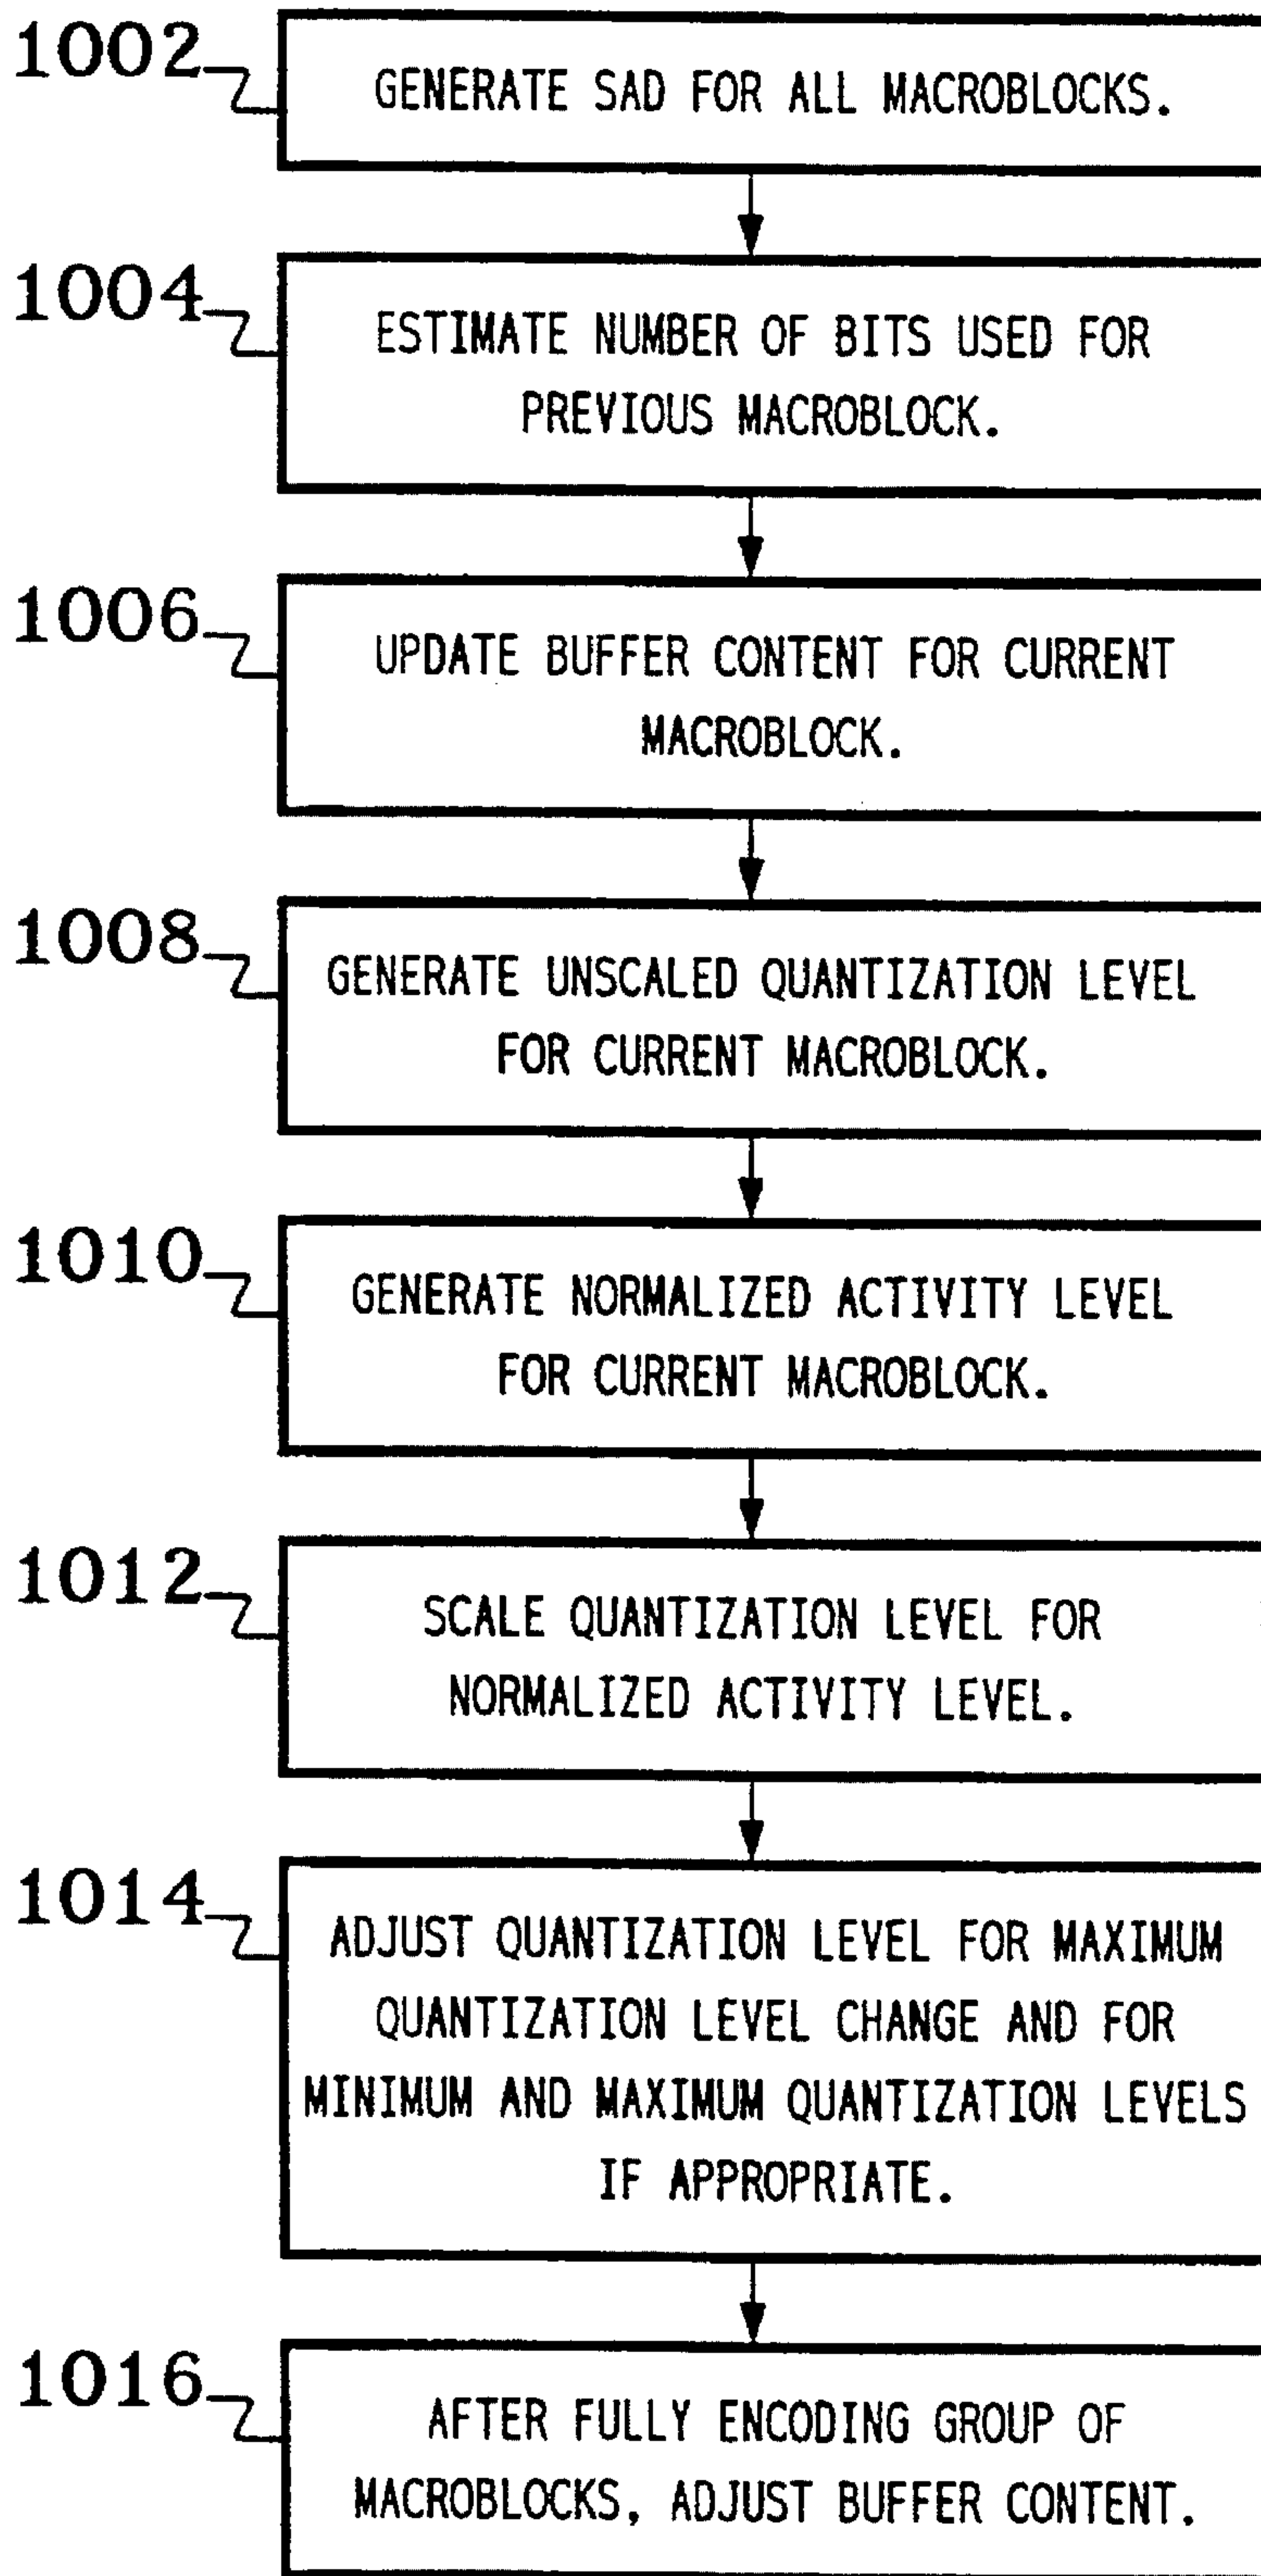 1002
GENERATE SAD FOR ALL MACROBLOCKS.
1004
ESTIMATE NUMBER OF BITS USED FOR
PREVIOUS MACROBLOCK.
1006
UPDATE BUFFER CONTENT FOR CURRENT
MACROBLOCK.
1008
GENERATE UNSCALED QUANTIZATION LEVEL
FOR CURRENT MACROBLOCK.
1010
GENERATE NORMALIZED ACTIVITY LEVEL
FOR CURRENT MACROBLOCK.
1012
SCALE QUANTIZATION LEVEL FOR
NORMALIZED ACTIVITY LEVEL.
1014
ADJUST QUANTIZATION LEVEL FOR MAXIMUM
QUANTIZATION LEVEL CHANGE AND FOR
MINIMUM AND MAXIMUM QUANTIZATION LEVELS
IF APPROPRIATE.
1016
AFTER FULLY ENCODING GROUP OF
MACROBLOCKS, ADJUST BUFFER CONTENT.